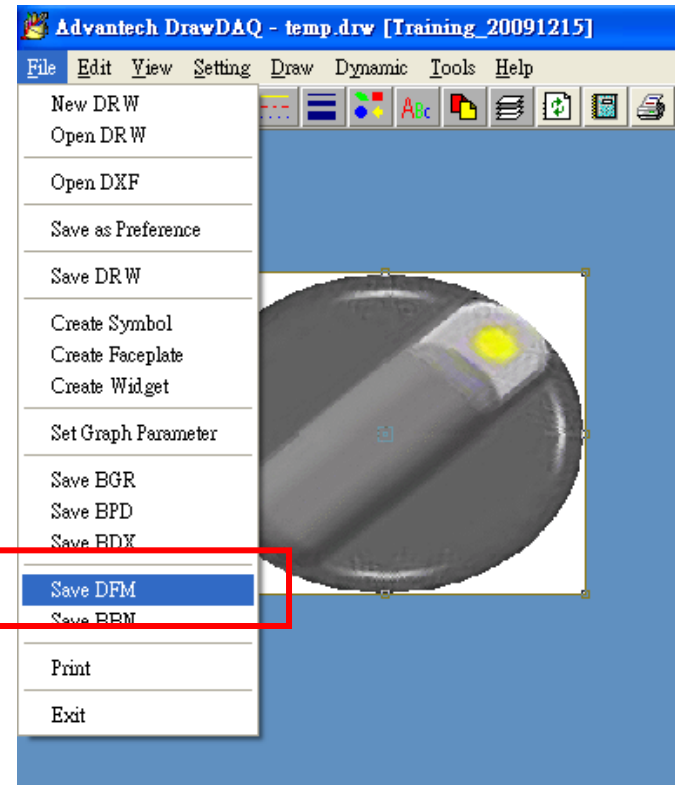 Advantech DrawDAQ - temp.drw [Training_20091215]
File Edit View Setting Draw Dynamic Tools Help
ABc
New DRW
Open DRW
Open DXF
Save as Preference
Save DRW
Create Symbol
Create Faceplate
Create Widget
Set Graph Parameter
Save BGR
Save BPD
Save BDX
Save DFM
Save BBN
Print
Exit